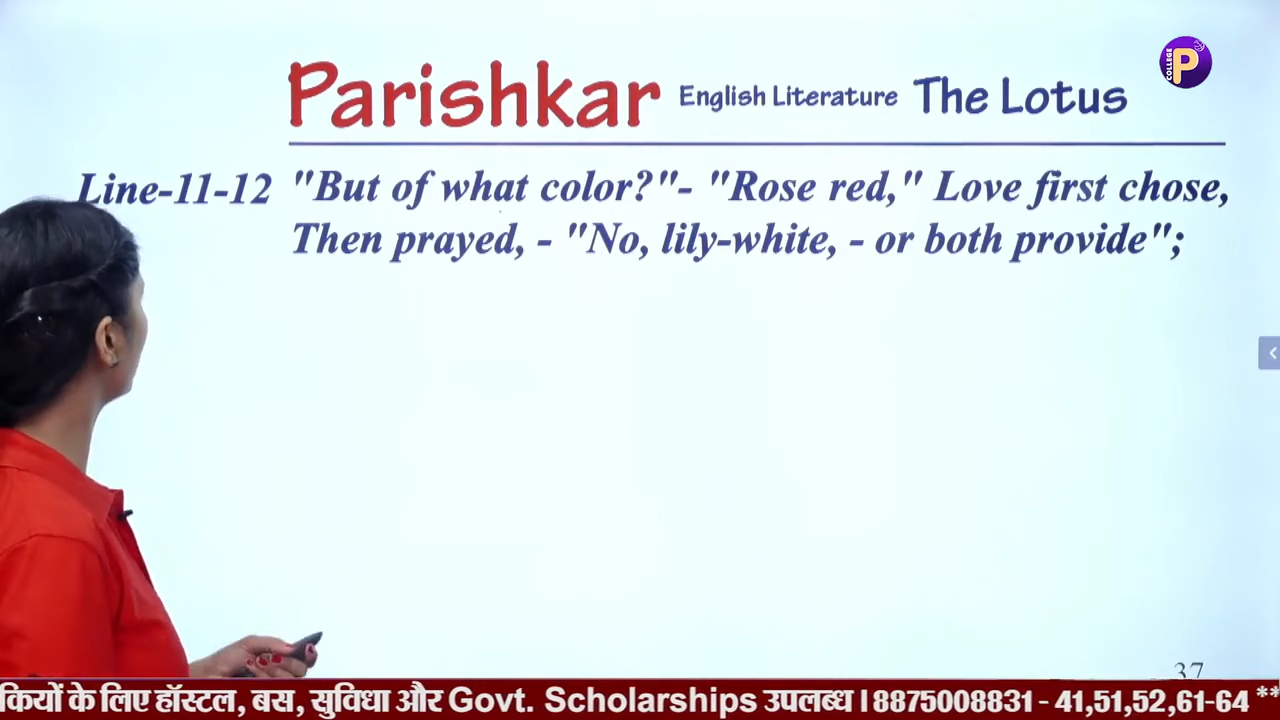 COLLEGE P
Parishkar English Literature The Lotus
Line-11-12 "But of what color?"- "Rose red," Love first chose,
Then prayed, - "No, lily-white, - or both provide";
37
कियों के लिए हॉस्टल, बस, सुविधा और Govt. Scholarships उपलब्ध । 8875008831 - 41,51,52,61-64 **